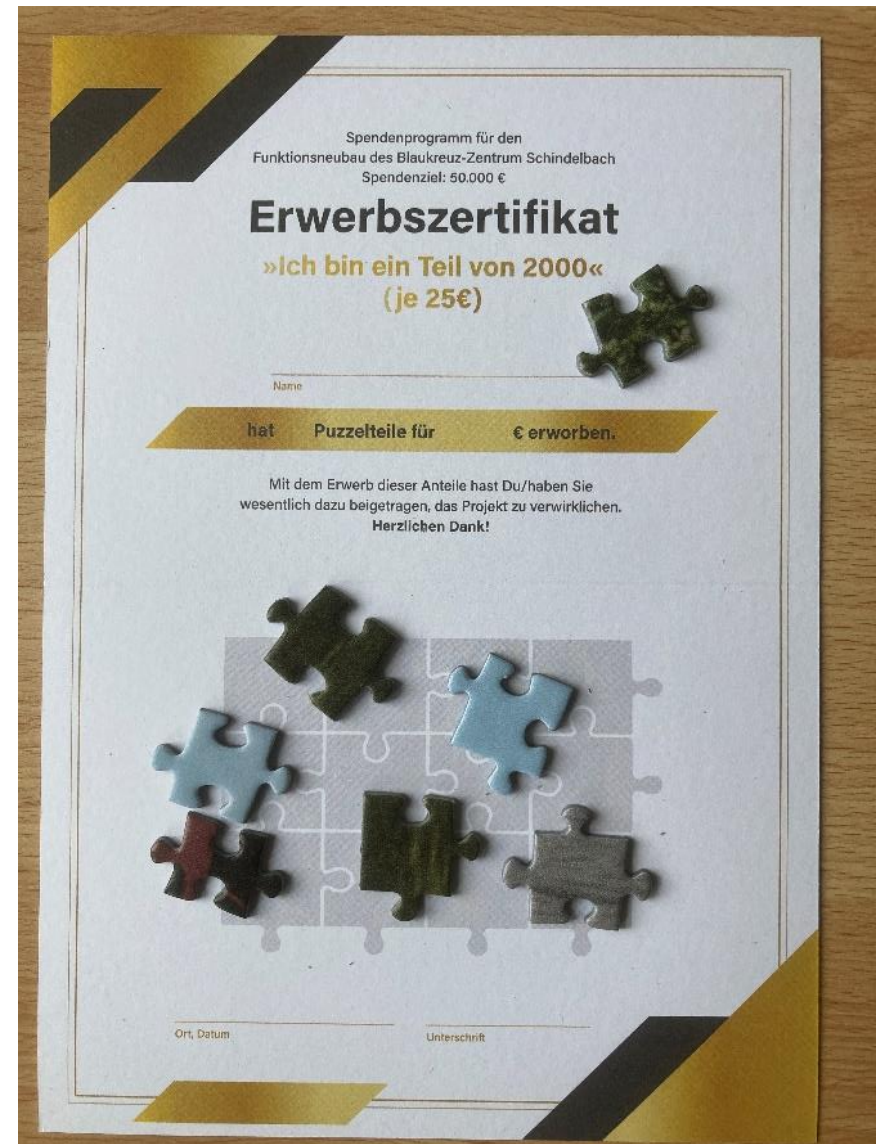 Spendenprogramm für den
Funktionsneubau des Blaukreuz-Zentrum Schindelbach
Spendenziel: 50.000 €
Erwerbszertifikat
»Ich bin ein Teil von 2000«
(je 25€)
Name
hat Puzzelteile für € erworben.
Mit dem Erwerb dieser Anteile hast Du/haben Sie
wesentlich dazu beigetragen, das Projekt zu verwirklichen.
Herzlichen Dank!
Ort, Datum
Unterschrift